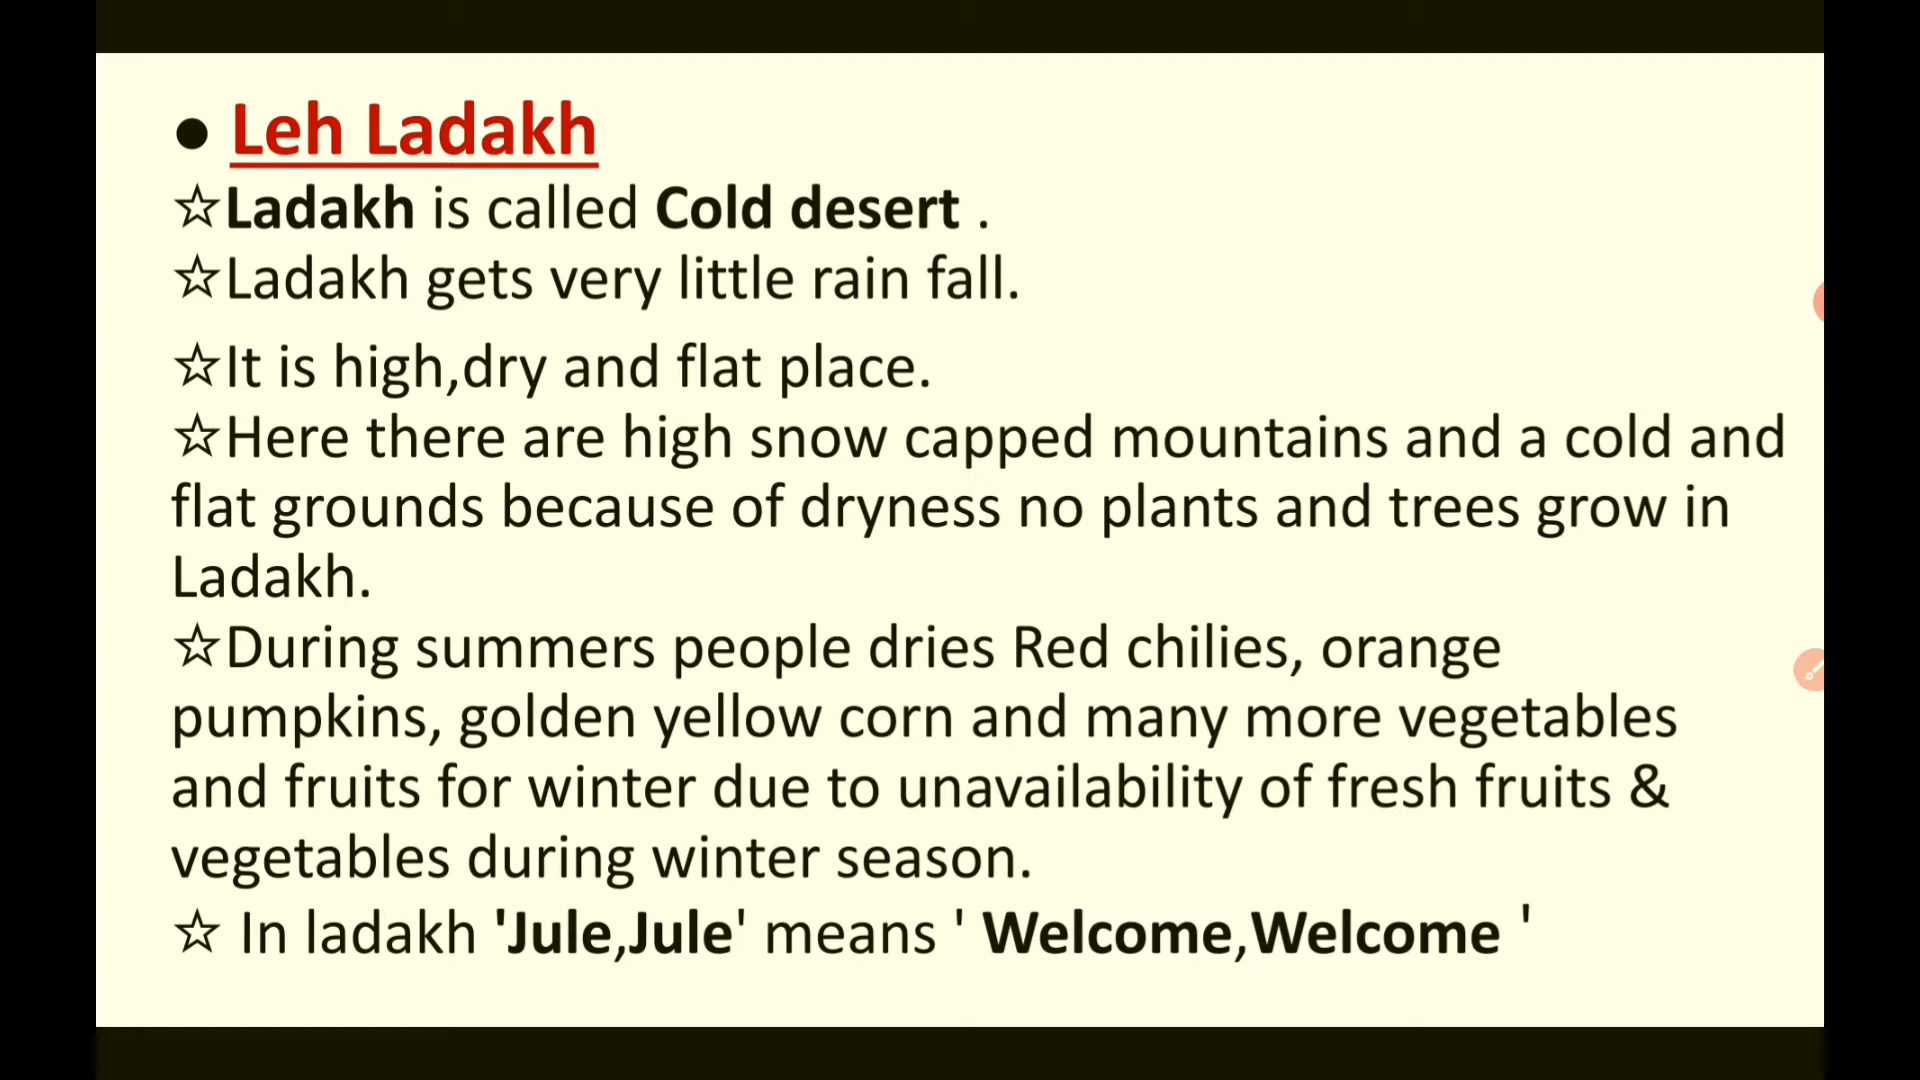 ● Leh Ladakh
☆Ladakh is called Cold desert .
☆Ladakh gets very little rain fall.
☆It is high,dry and flat place.
☆Here there are high snow capped mountains and a cold and
flat grounds because of dryness no plants and trees grow in
Ladakh.
☆During summers people dries Red chilies, orange
pumpkins, golden yellow corn and many more vegetables
and fruits for winter due to unavailability of fresh fruits &
vegetables during winter season.
☆ In ladakh 'Jule,Jule' means ' Welcome,Welcome '